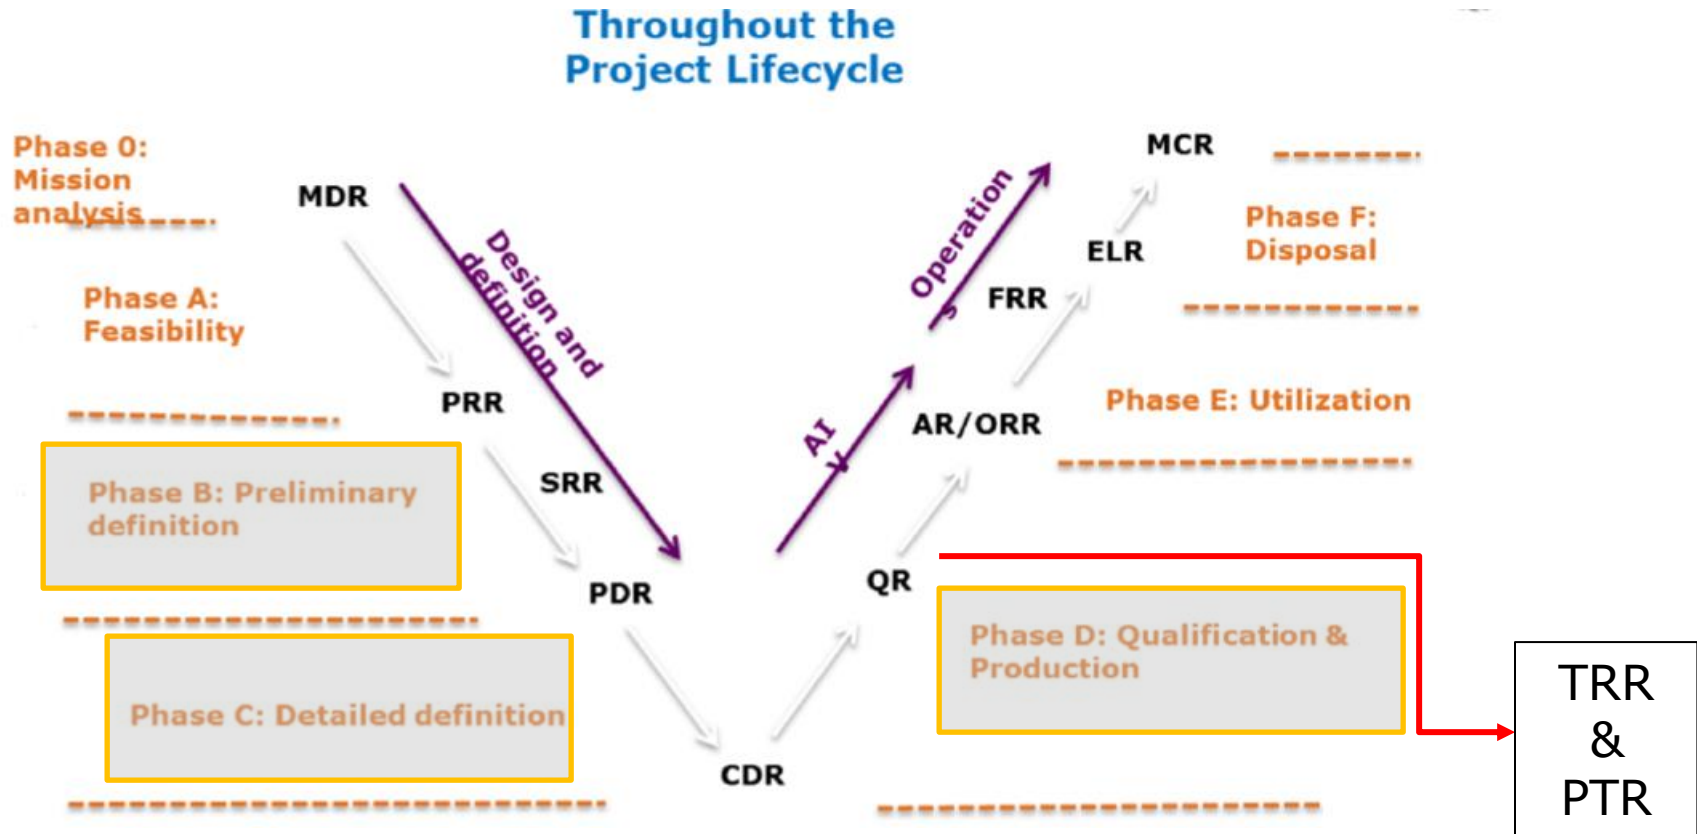 Throughout the
Project Lifecycle
Phase 0:
Mission
analysis
MDR
Phase A:
Feasibility
Design and
definition
PRR
Phase B: Preliminary
definition
SRR
PDR
Phase C: Detailed definition
CDR
AI
V
QR
Phase D: Qualification &
Production
TRR
&
PTR
AR/ORR
Phase E: Utilization
Operation
s
FRR
ELR
Phase F:
Disposal
MCR